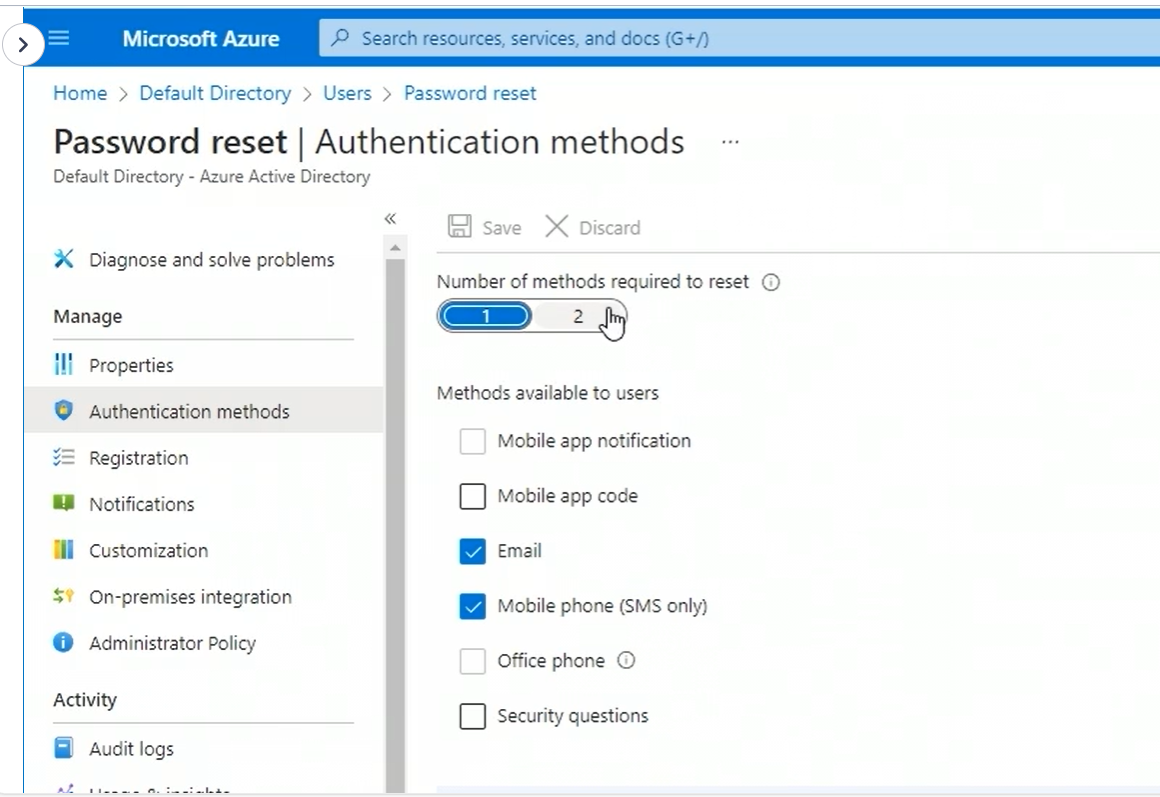 Microsoft Azure
Search resources, services, and docs (G+/)
Home > Default Directory > Users > Password reset
Password reset | Authentication methods ...
Default Directory - Azure Active Directory
Diagnose and solve problems
Manage
Properties
Authentication methods
Registration
Notifications
Customization
On-premises integration
Administrator Policy
Activity
Audit logs
Usage & insights
Save
Discard
Number of methods required to reset
1
2
Methods available to users
Mobile app notification
Mobile app code
Email
Mobile phone (SMS only)
Office phone
Security questions